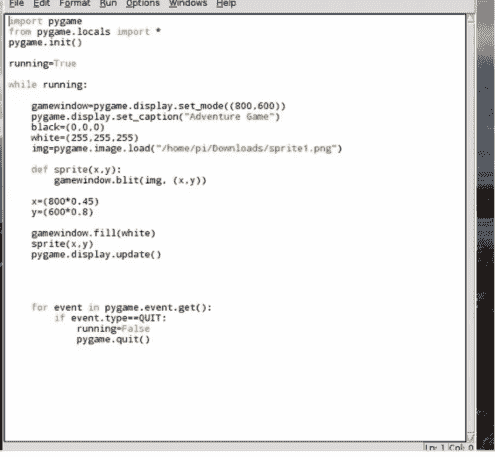 File Edit Format Run Options Windows Help
import pygame
from pygame.locals import *
pygame.init()
running=True
while running:
gamewindow=pygame.display.set_mode((800,600))
pygame.display.set_caption("Adventure Game")
black=(0,0,0)
white=(255,255,255)
img=pygame.image.load("/home/pi/Downloads/sprite1.png")
def sprite(x,y):
gamewindow.blit(img, (x,y))
x=(800*0.45)
y=(600*0.8)
gamewindow.fill(white)
sprite(x,y)
pygame.display.update()
for event in pygame.event.get():
if event.type==QUIT:
running=False
pygame.quit()
Ln: 1 Col: 0